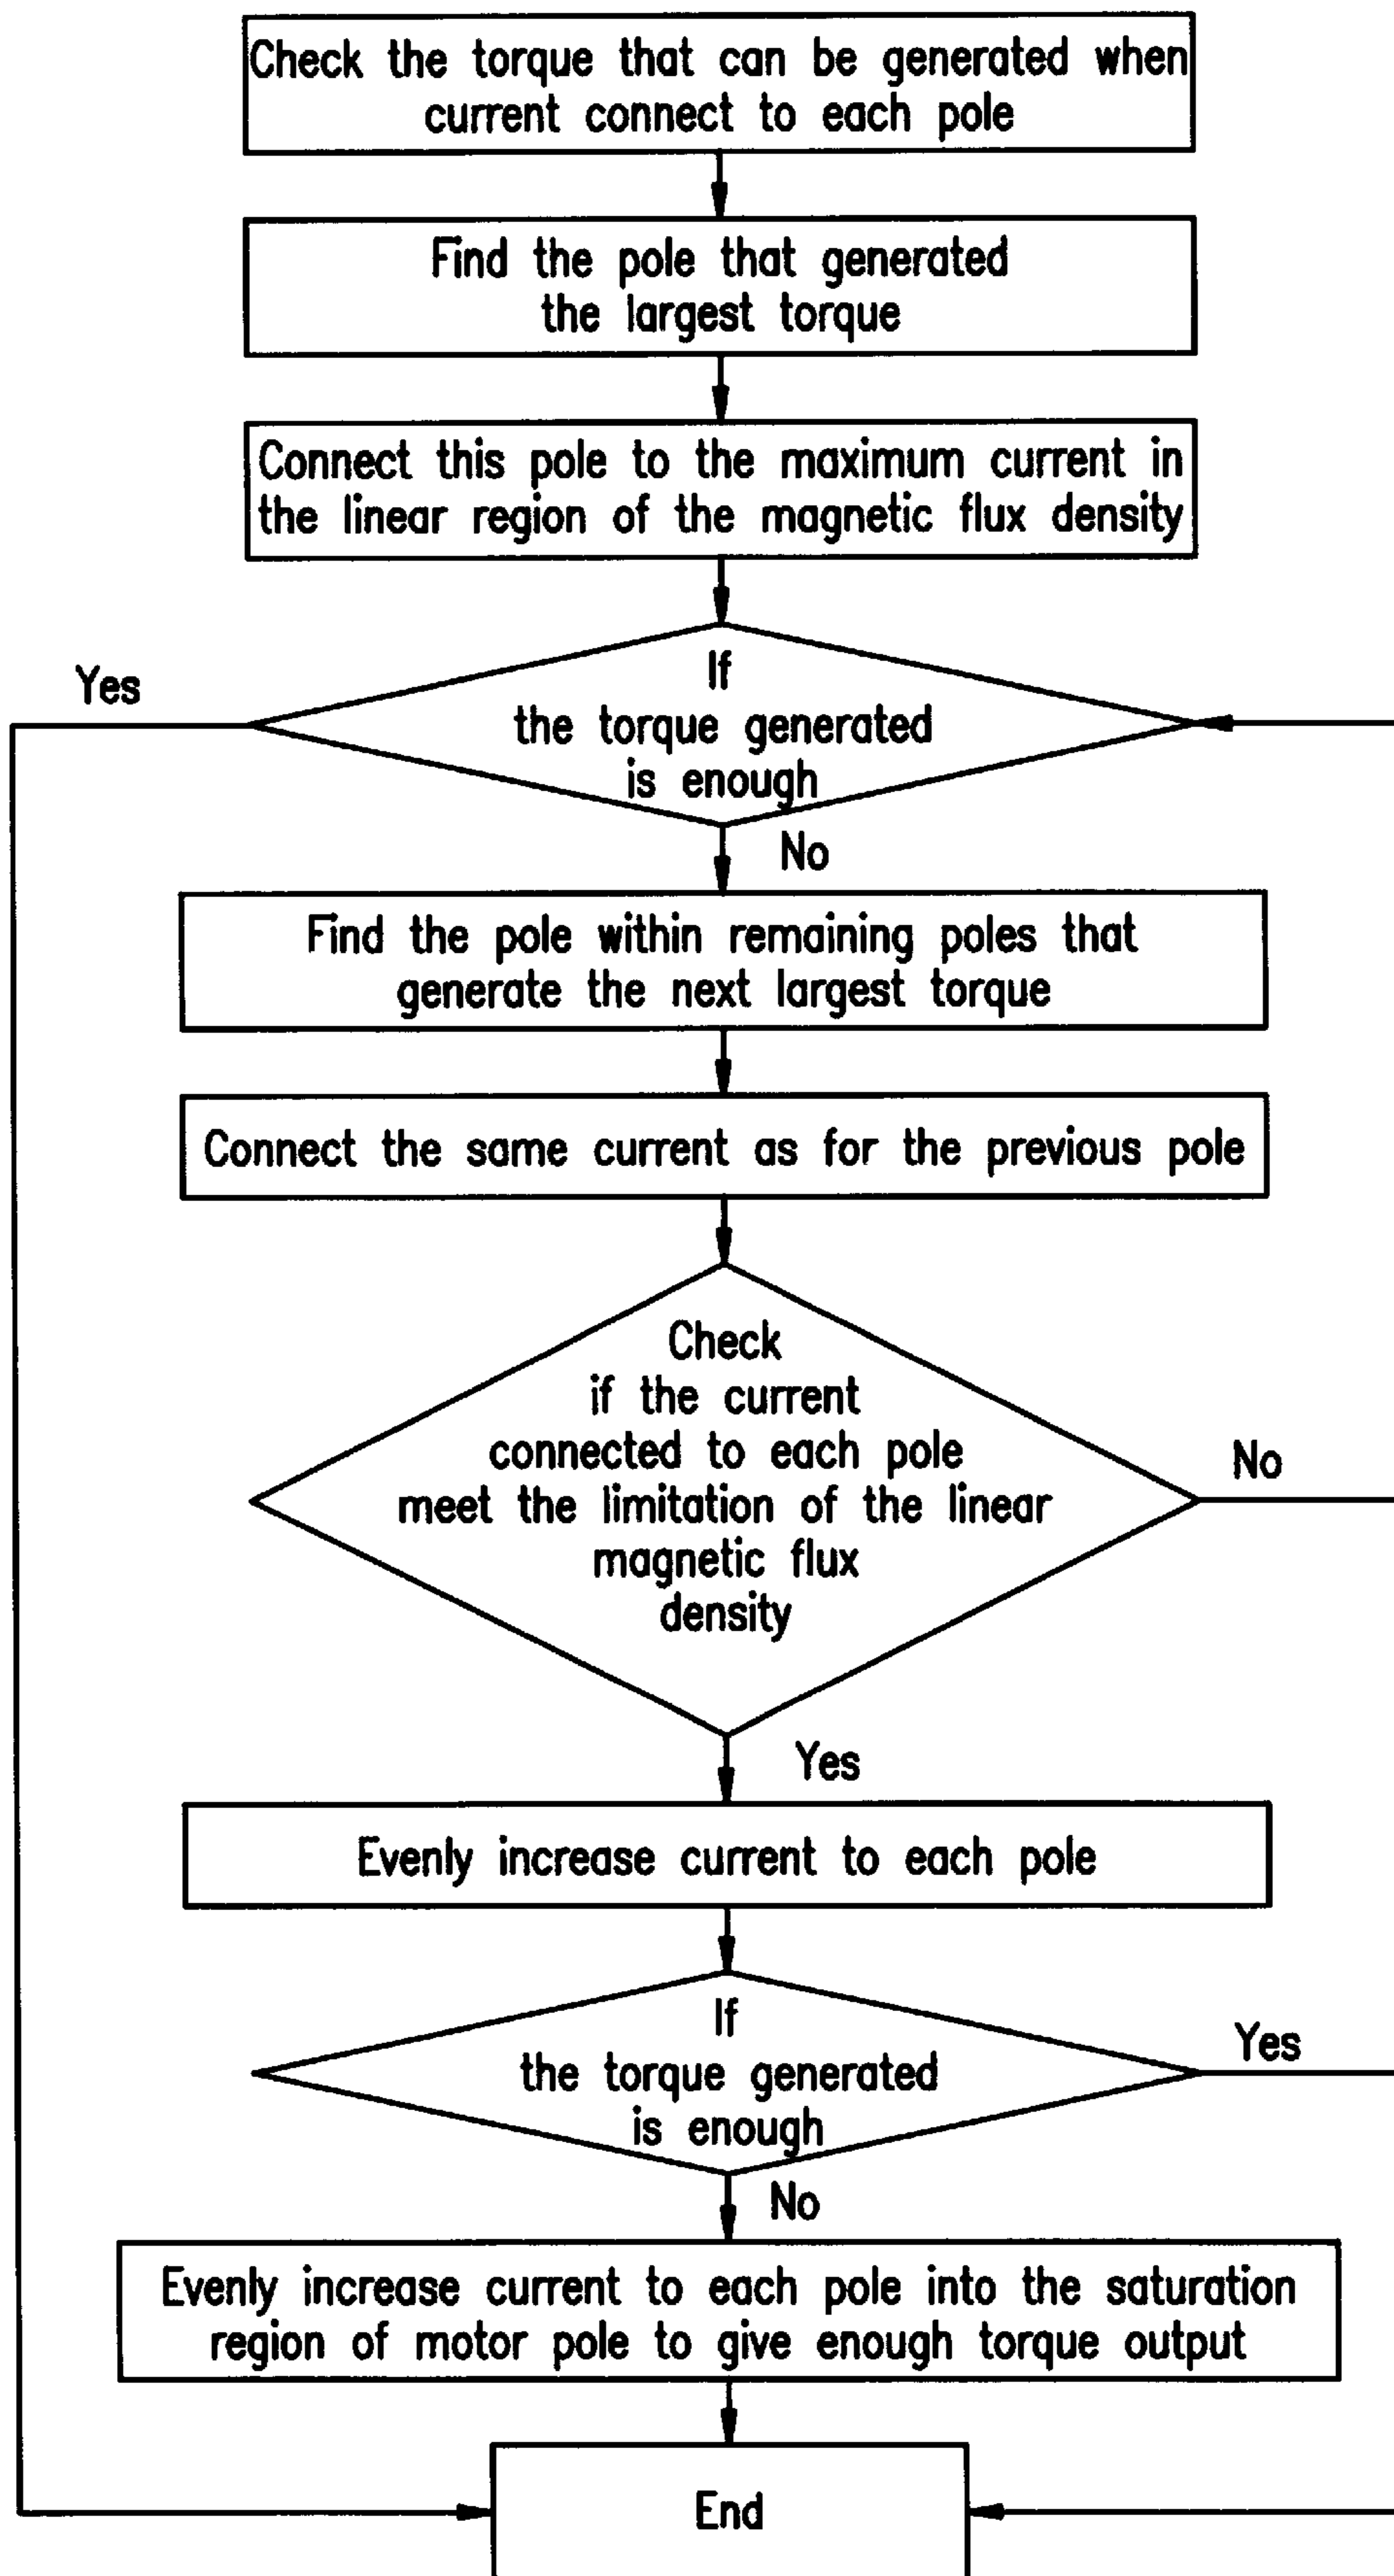 Check the torque that can be generated when
current connect to each pole
Find the pole that generated
the largest torque
Connect this pole to the maximum current in
the linear region of the magnetic flux density
Yes
If
the torque generated
is enough
No
Find the pole within remaining poles that
generate the next largest torque
Connect the same current as for the previous pole
Check
if the current
connected to each pole
meet the limitation of the linear
magnetic flux
density
No
Yes
Evenly increase current to each pole
If
the torque generated
is enough
Yes
No
Evenly increase current to each pole into the saturation
region of motor pole to give enough torque output
End